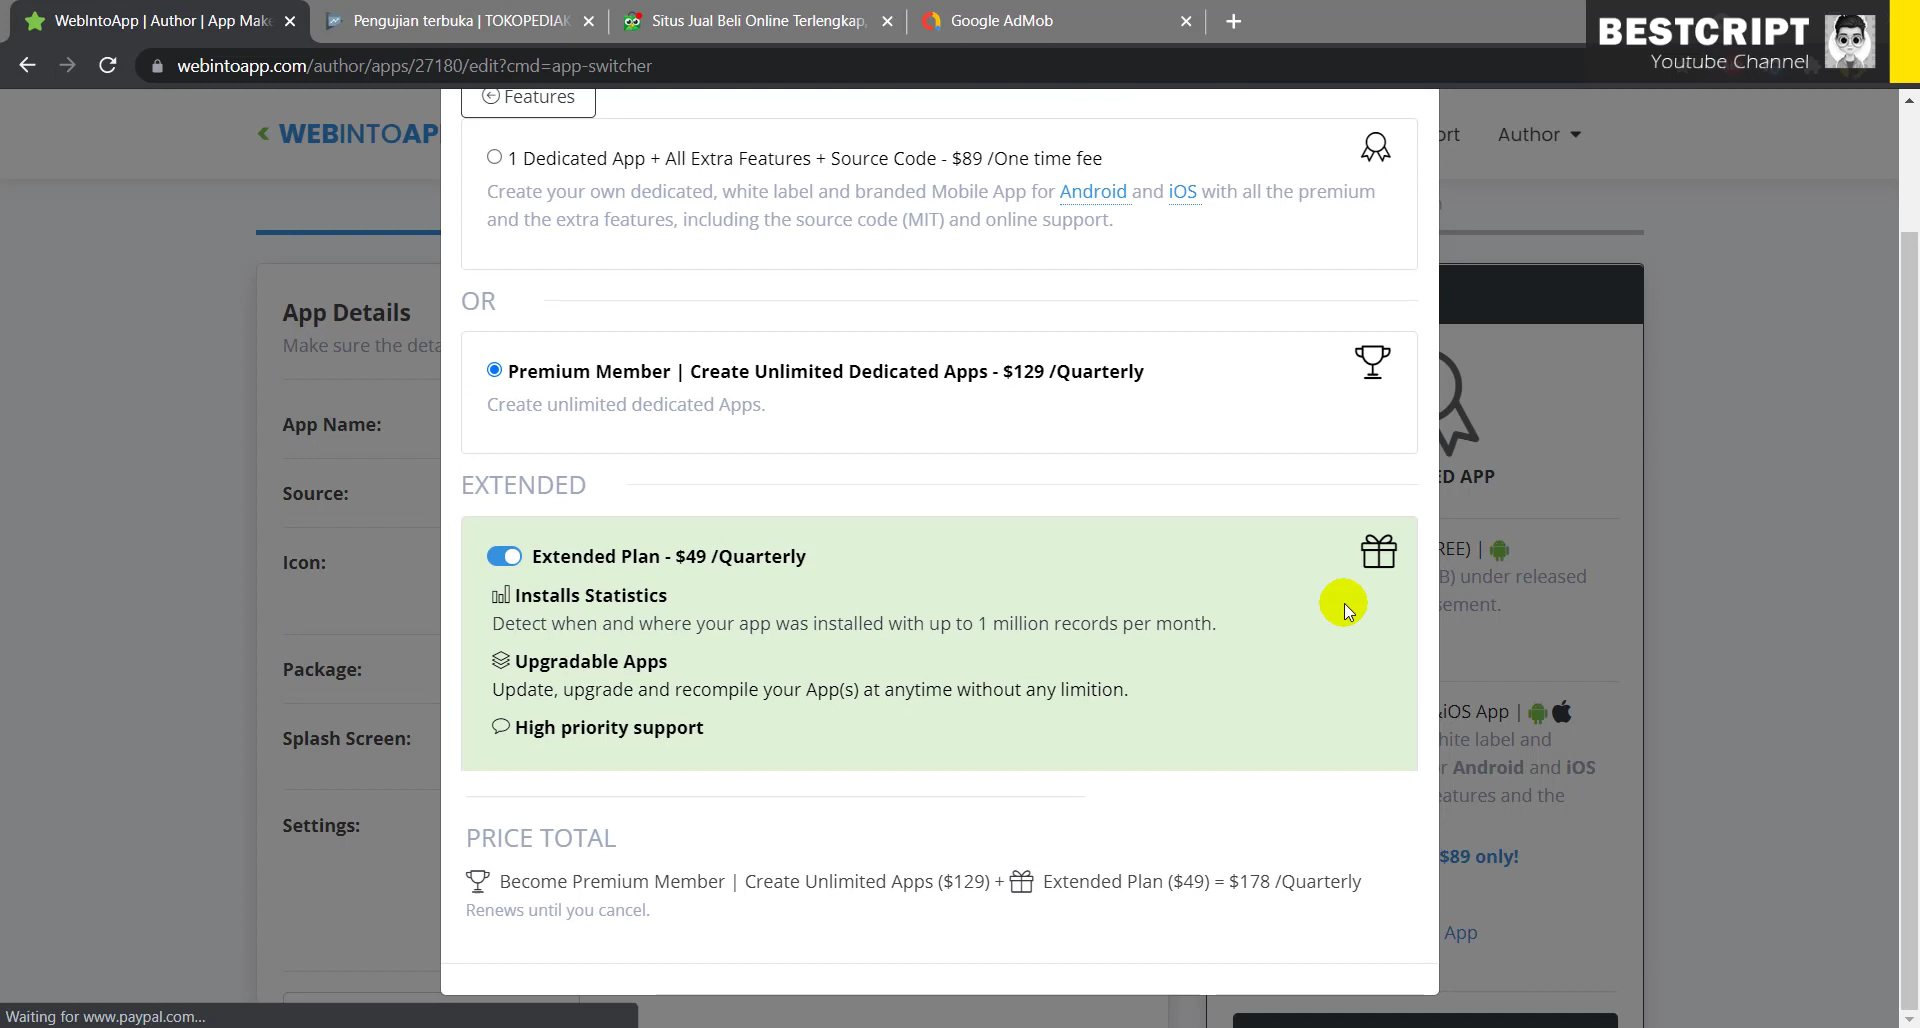 WebIntoApp | Author | App Make
Pengujian terbuka | TOKOPEDIAK
Situs Jual Beli Online Terlengkap,
Google AdMob
BESTCRIPT
Youtube Channel
webintoapp.com/author/apps/27180/edit?cmd=app-switcher
Features
WEBINTOAP
ort
Author
1 Dedicated App + All Extra Features + Source Code - $89 /One time fee
Create your own dedicated, white label and branded Mobile App for Android and iOS with all the premium
and the extra features, including the source code (MIT) and online support.
OR
Premium Member | Create Unlimited Dedicated Apps - $129 /Quarterly
Create unlimited dedicated Apps.
EXTENDED
Extended Plan - $49 /Quarterly
Installs Statistics
Detect when and where your app was installed with up to 1 million records per month.
Upgradable Apps
Update, upgrade and recompile your App(s) at anytime without any limition.
High priority support
PRICE TOTAL
Become Premium Member | Create Unlimited Apps ($129) + Extended Plan ($49) = $178 /Quarterly
Renews until you cancel.
App Details
Make sure the deta
App Name:
Source:
Icon:
Package:
Splash Screen:
Settings:
ED APP
REE) |
B) under released
sement.
iOS App |
hite label and
r Android and iOS
eatures and the
$89 only!
App
Waiting for www.paypal.com...